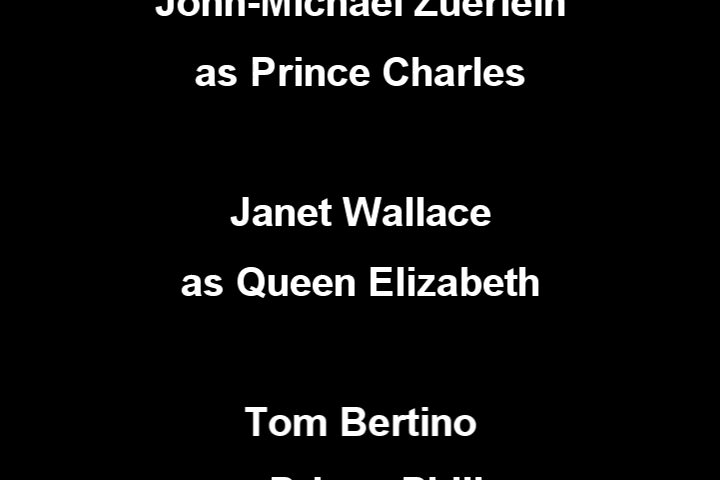 John-Michael Zuerlein
as Prince Charles
Janet Wallace
as Queen Elizabeth
Tom Bertino